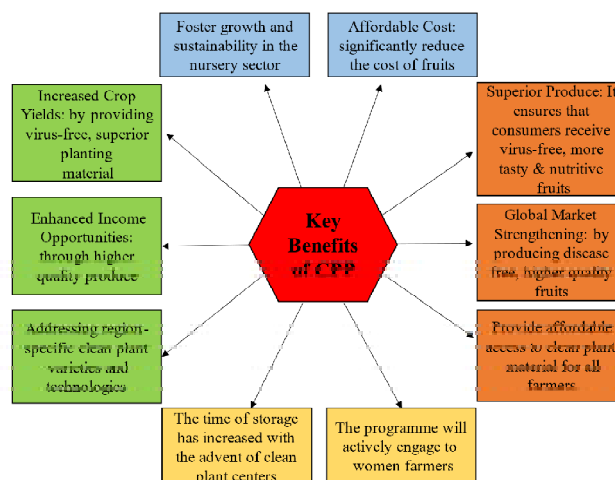 Foster growth and
sustainability in the
nursery sector
Affordable Cost:
significantly reduce
the cost of fruits
Increased Crop
Yields: by providing
virus-free, superior
planting
material
Superior Produce: It
ensures that
consumers receive
virus-free, more
tasty & nutritive
fruits
Key
Benefits
of CPP
Enhanced Income
Opportunities:
through higher
quality produce
Global Market
Strengthening: by
producing disease
free, higher quality
fruits
Addressing region-
specific clean plant
varieties and
technologies
Provide affordable
access to clean plant
material for all
farmers
The time of storage
has increased with
the advent of clean
plant centers
The programme will
actively engage to
women farmers